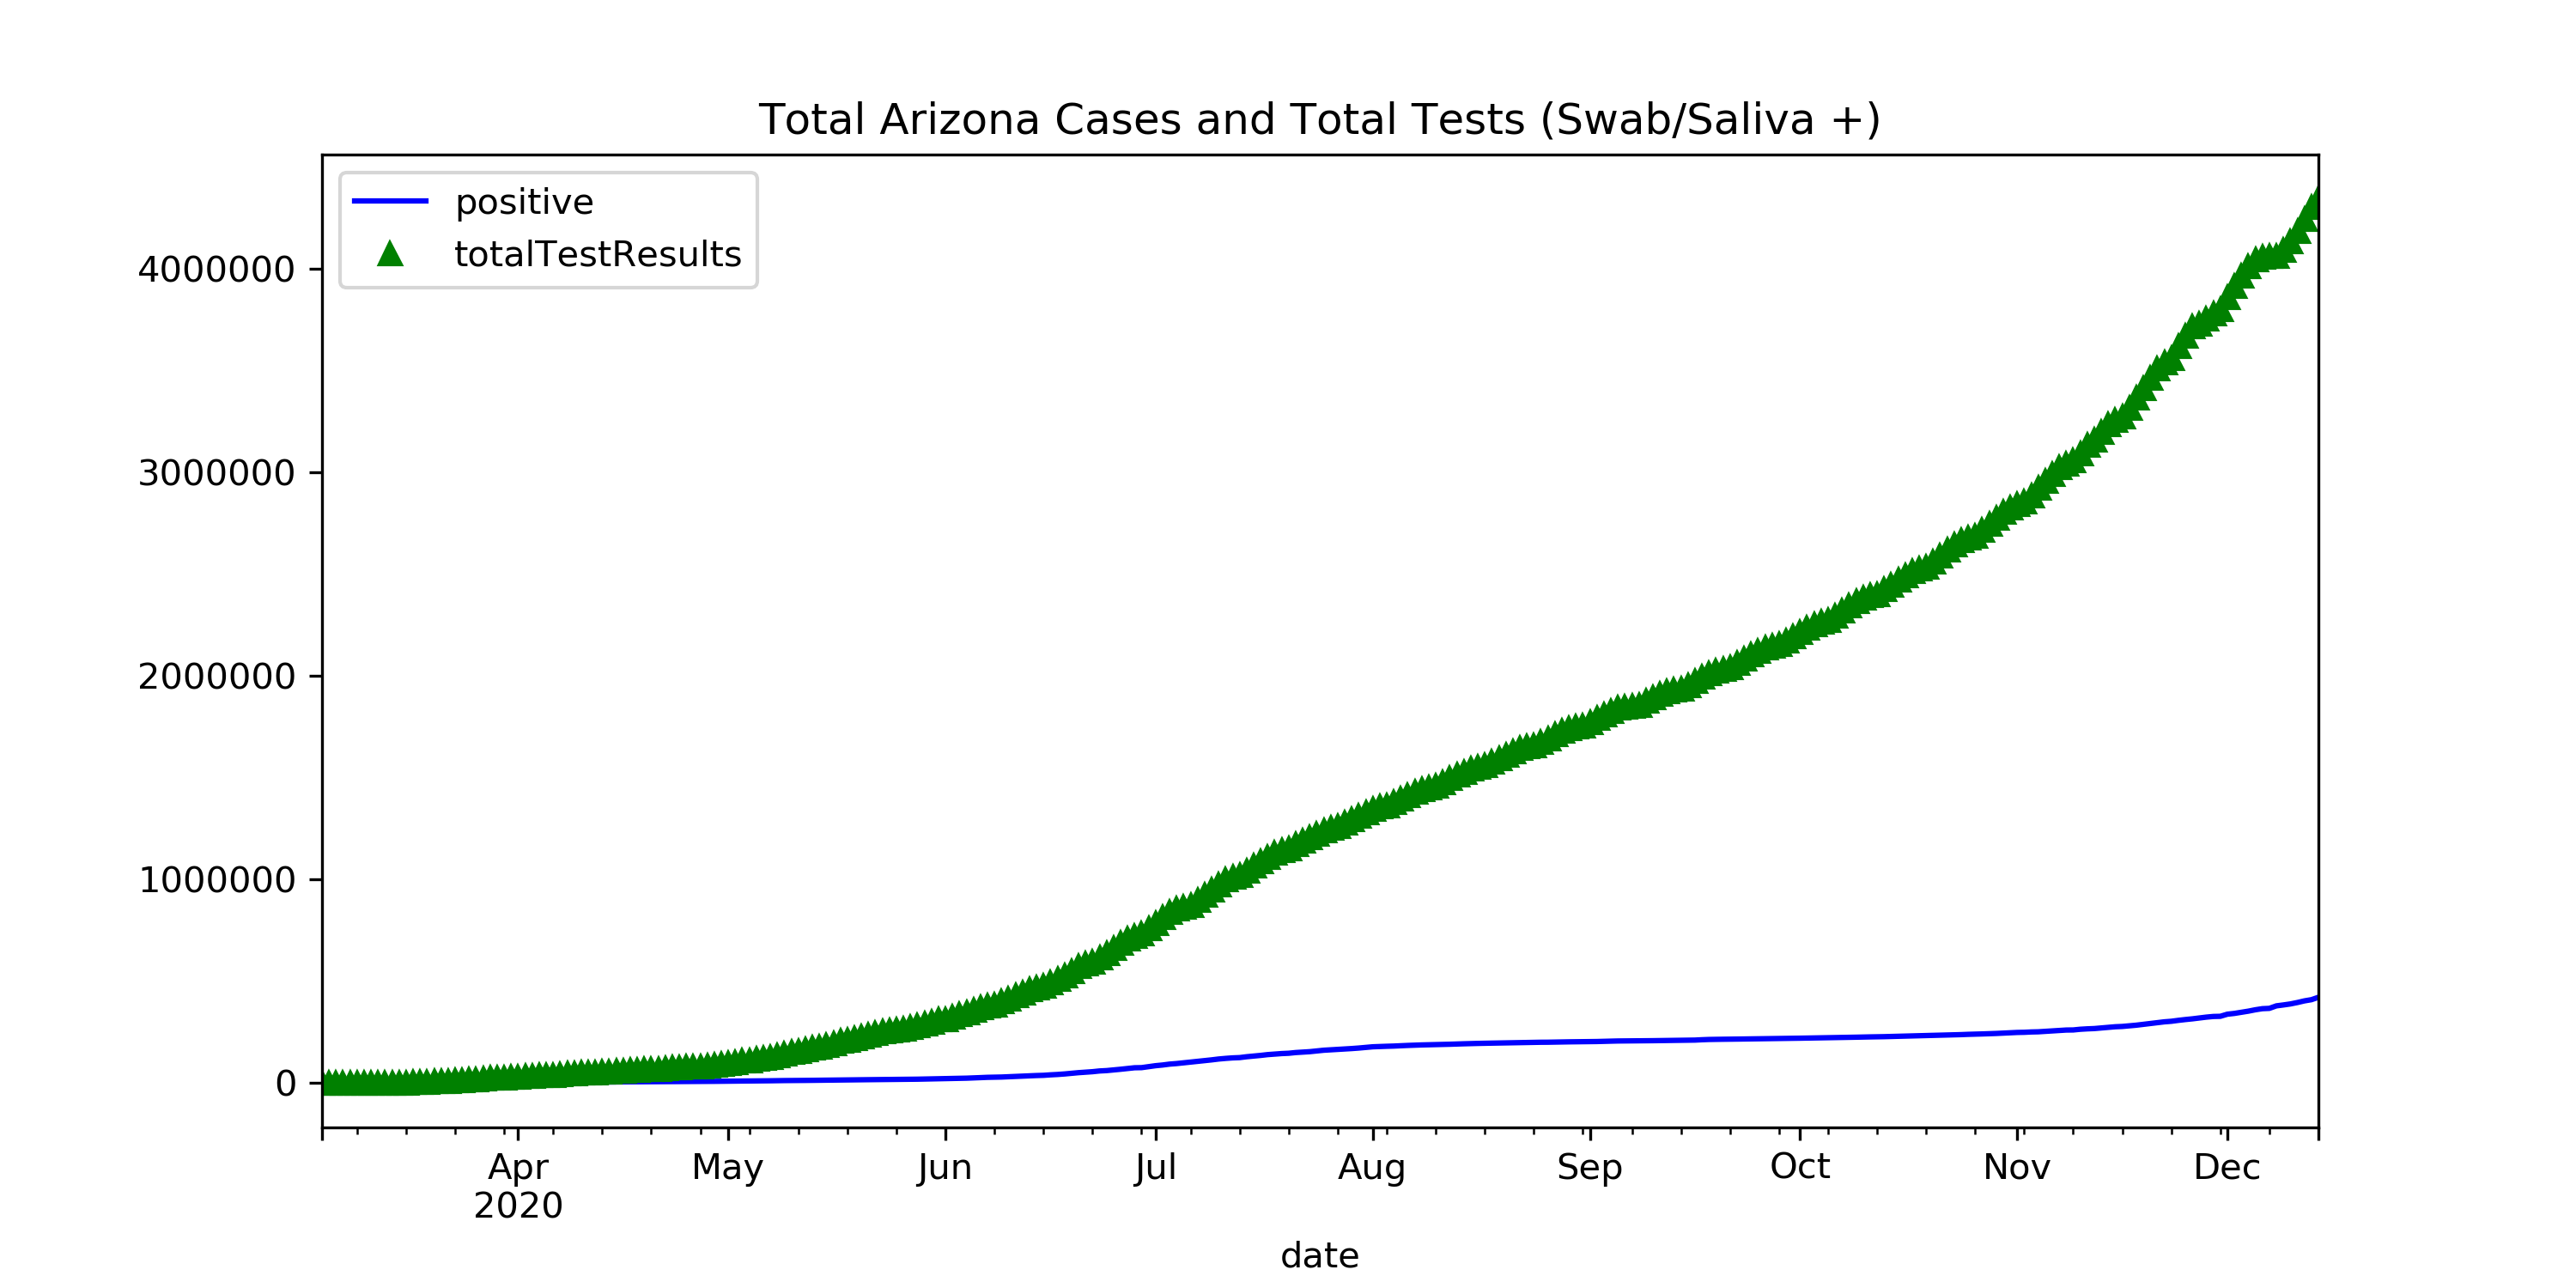 Total Arizona Cases and Total Tests (Swab/Saliva +)
positive
totalTestResults
4000000
3000000
2000000
1000000
0
Apr May Jun Jul Aug Sep Oct Nov Dec
2020
date